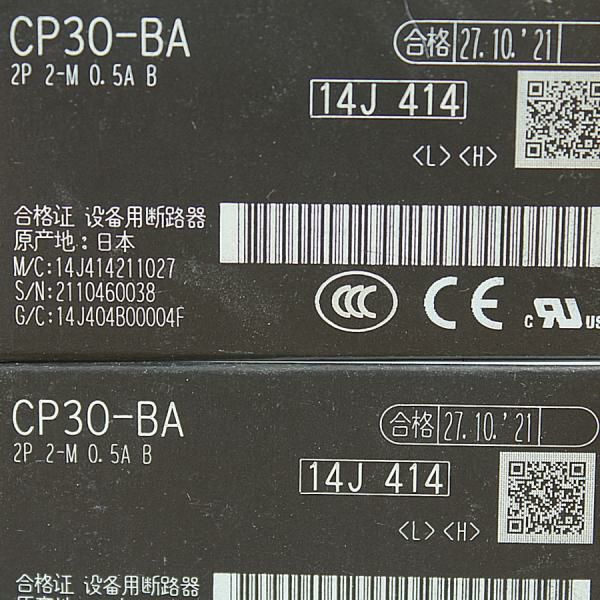 CP30-BA
合格 27.10.'21
2P 2-M 0.5A B
14J 414
<L> <H>
合格证 设备用断路器
原产地:日本
M/C:14J414211027
S/N:2110460038
G/C:14J404B00004F
CCC CE c RU US
CP30-BA
合格 27.10.'21
2P 2-M 0.5A B
14J 414
<L> <H>
合格证 设备用断路器